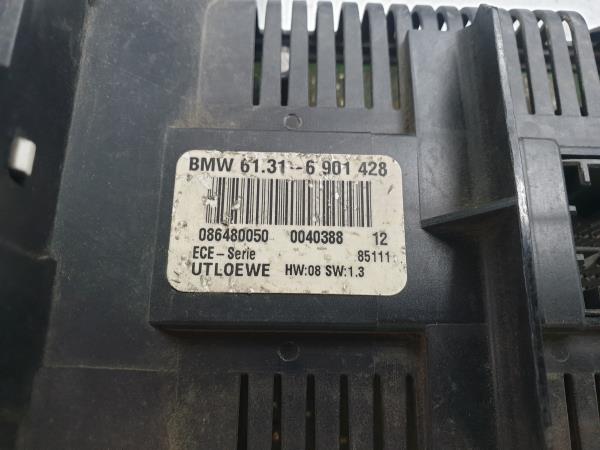 BMW 61.31-6 901 428
086480050 0040388 12
ECE-Serie 85111
UTLOEWE HW:08 SW:1.3